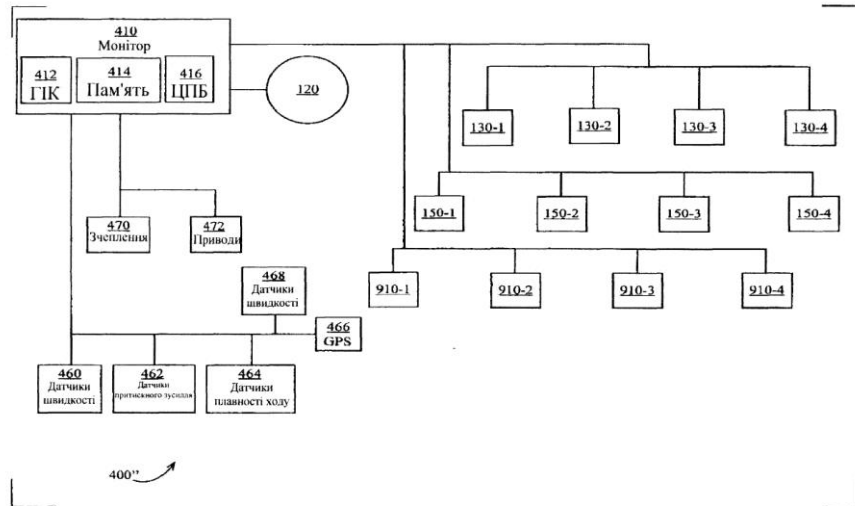 410
Монітор
412
ГІК
414
Пам'ять
416
ЦПБ
120
130-1
130-2
130-3
130-4
150-1
150-2
150-3
150-4
470
Зчеплення
472
Приводи
910-1
910-2
910-3
910-4
468
Датчики
швидкості
466
GPS
460
Датчики
швидкості
462
Датчики
притискного зусилля
464
Датчики
плавності ходу
400"